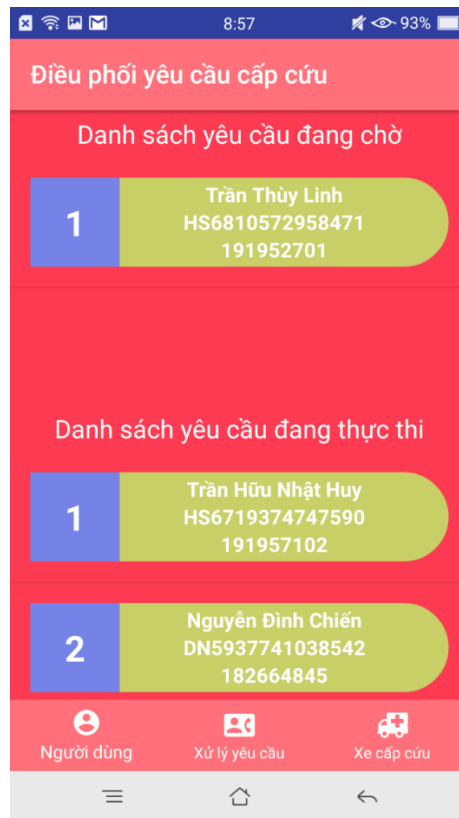 8:57
93%
Điều phối yêu cầu cấp cứu
Danh sách yêu cầu đang chờ
1
Trần Thùy Linh
HS6810572958471
191952701
Danh sách yêu cầu đang thực thi
1
Trần Hữu Nhật Huy
HS6719374747590
191957102
2
Nguyễn Đình Chiến
DN5937741038542
182664845
Người dùng
Xử lý yêu cầu
Xe cấp cứu